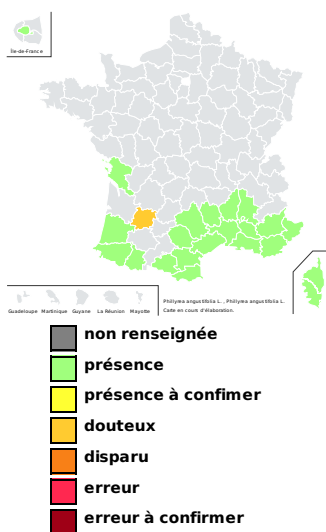 Île-de-France
Guadeloupe Martinique Guyane La Réunion Mayotte
Phillyrea angustifolia L. , Phillyrea angustifolia L.
Carte en cours d'élaboration.
non renseignée
présence
présence à confimer
douteux
disparu
erreur
erreur à confirmer